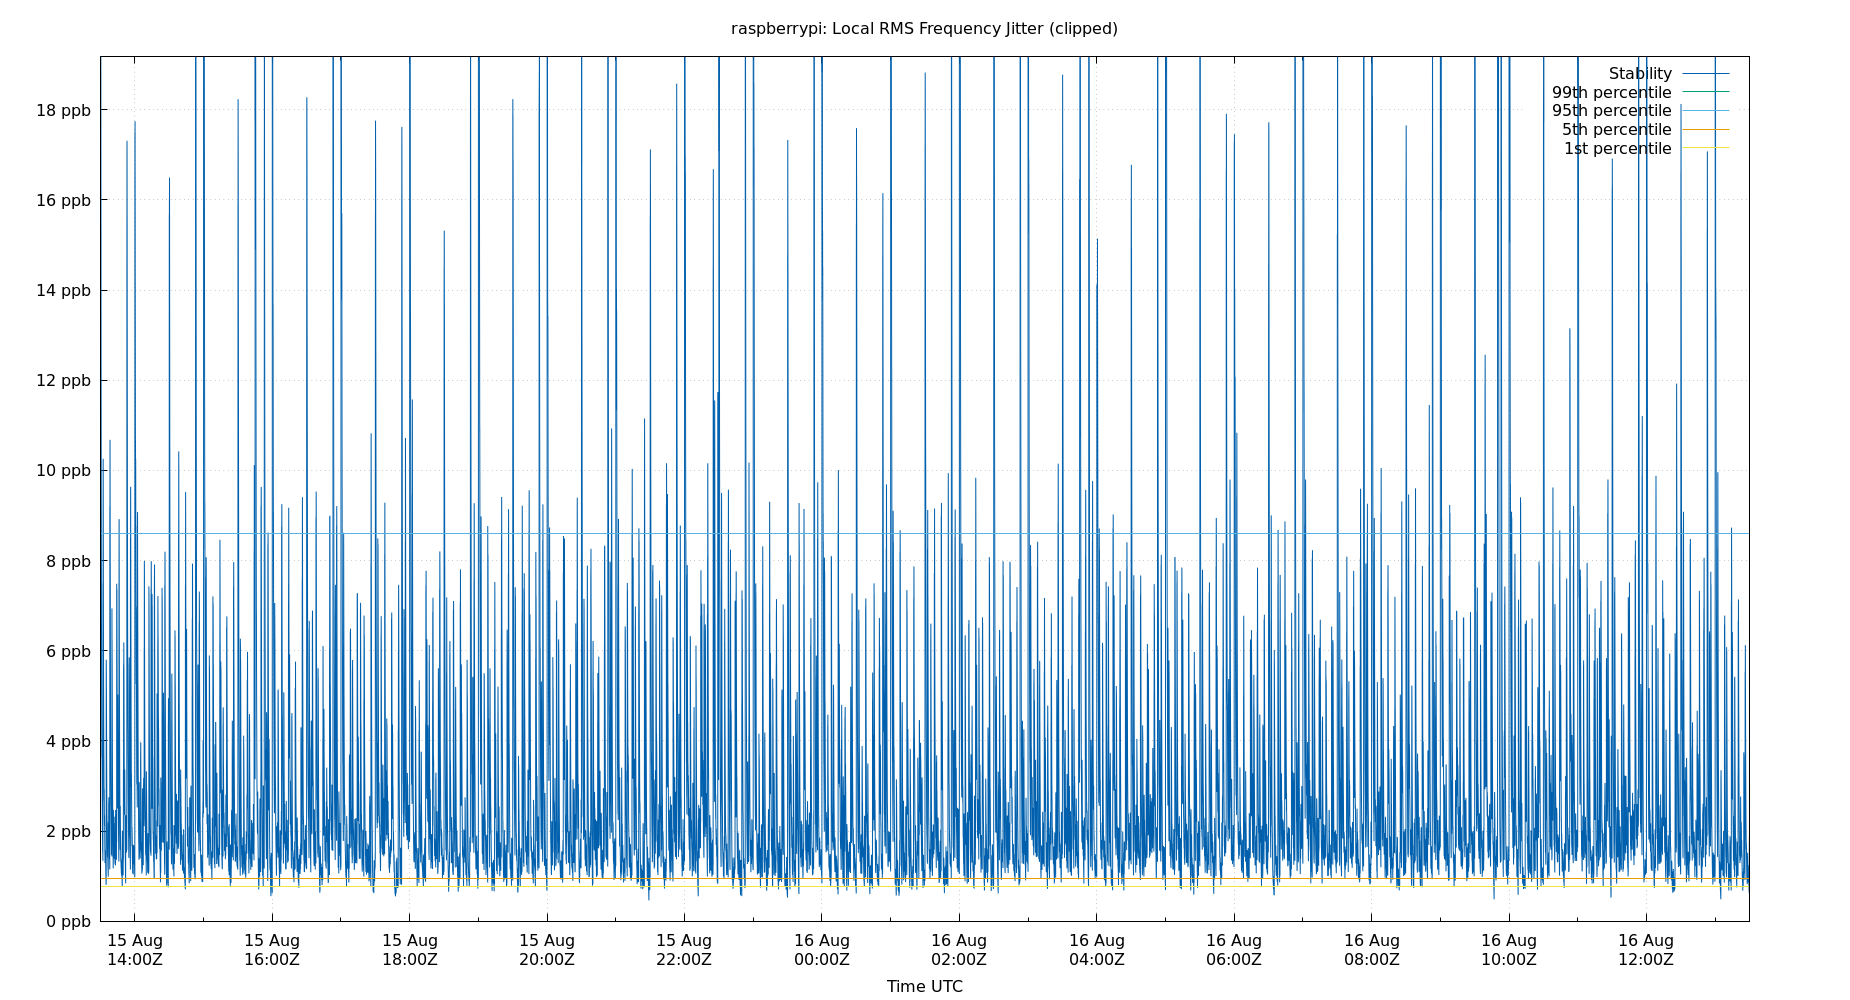 raspberrypi: Local RMS Frequency Jitter (clipped)
Stability
99th percentile
95th percentile
5th percentile
1st percentile
18 ppb
16 ppb
14 ppb
12 ppb
10 ppb
8 ppb
6 ppb
4 ppb
2 ppb
0 ppb
15 Aug 15 Aug 15 Aug 15 Aug 15 Aug 16 Aug 16 Aug 16 Aug 16 Aug 16 Aug 16 Aug 16 Aug
14:00Z 16:00Z 18:00Z 20:00Z 22:00Z 00:00Z 02:00Z 04:00Z 06:00Z 08:00Z 10:00Z 12:00Z
Time UTC